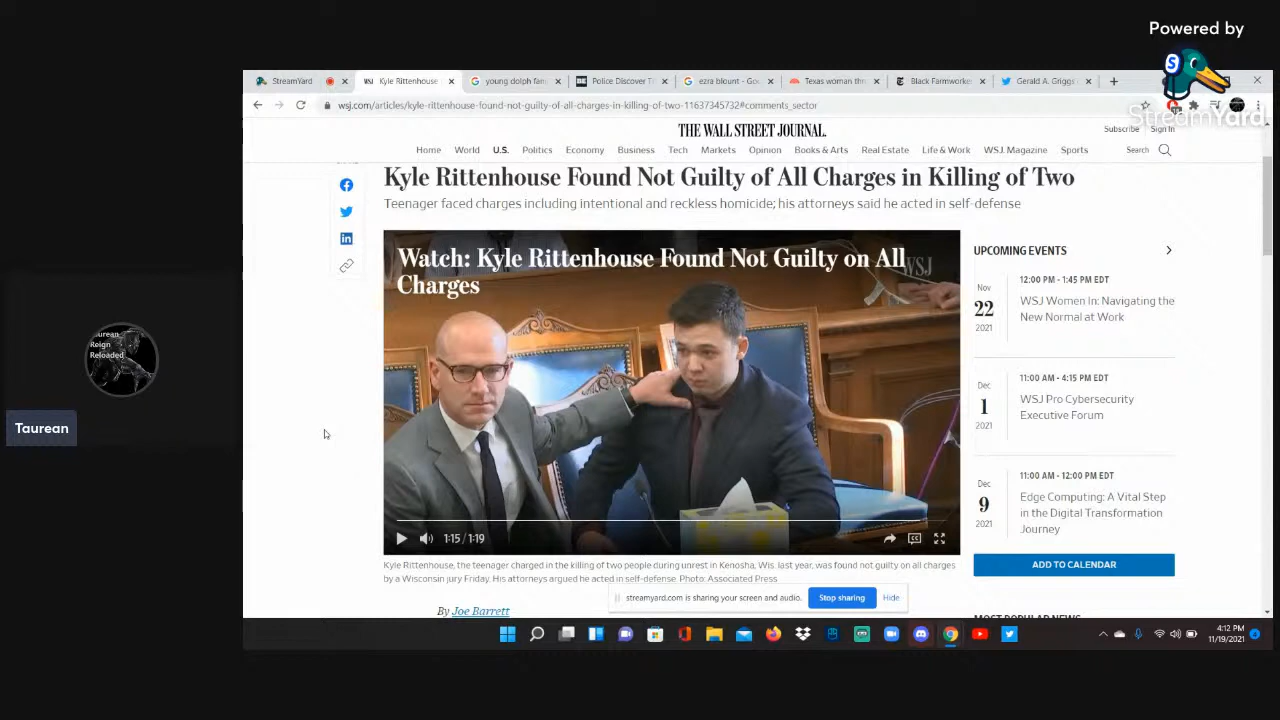 Powered by
StreamYard
StreamYard
Kyle Rittenhouse
young dolph fan
Police Discover T
ezra blount - Goo
Texas woman thr
Black Farmworke
Gerald A. Griggs
wsj.com/articles/kyle-rittenhouse-found-not-guilty-of-all-charges-in-killing-of-two-11637345732#comments_sector
THE WALL STREET JOURNAL.
Subscribe Sign In
Home World U.S. Politics Economy Business Tech Markets Opinion Books & Arts Real Estate Life & Work WSJ. Magazine Sports Search
Kyle Rittenhouse Found Not Guilty of All Charges in Killing of Two
Teenager faced charges including intentional and reckless homicide; his attorneys said he acted in self-defense
Watch: Kyle Rittenhouse Found Not Guilty on All
Charges
WSJ
1:15 / 1:19
Kyle Rittenhouse, the teenager charged in the killing of two people during unrest in Kenosha, Wis. last year, was found not guilty on all charges
by a Wisconsin jury Friday. His attorneys argued he acted in self-defense. Photo: Associated Press
By Joe Barrett
UPCOMING EVENTS
Nov
22
2021
12:00 PM - 1:45 PM EDT
WSJ Women In: Navigating the
New Normal at Work
Dec
1
2021
11:00 AM - 4:15 PM EDT
WSJ Pro Cybersecurity
Executive Forum
Dec
9
2021
11:00 AM - 12:00 PM EDT
Edge Computing: A Vital Step
in the Digital Transformation
Journey
ADD TO CALENDAR
MOST POPULAR NEWS
streamyard.com is sharing your screen and audio.
Stop sharing
Hide
Reign
Reloaded
Taurean
4:12 PM
11/19/2021